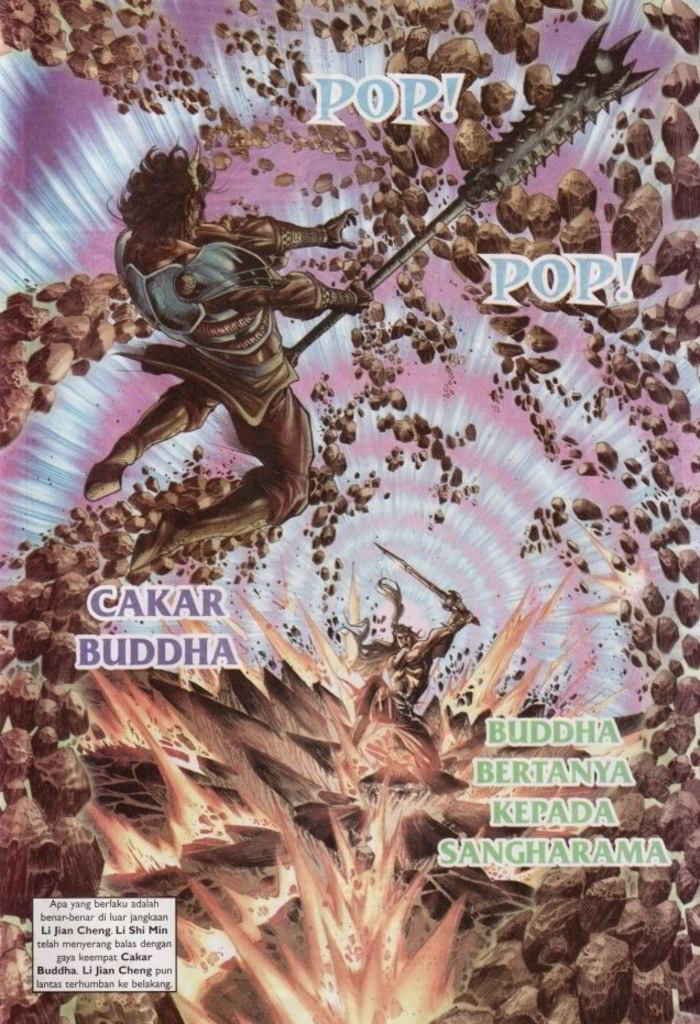 POP!
POP!
CAKAR
BUDDHA
BUDDHA
BERTANYA
KEPADA
SANGHARAMA
Apa yang berlaku adalah
benar-benar di luar jangkaan
Li Jian Cheng. Li Shi Min
telah menyerang balas dengan
gaya keempat Cakar
Buddha. Li Jian Cheng pun
lantas terhumban ke belakang.